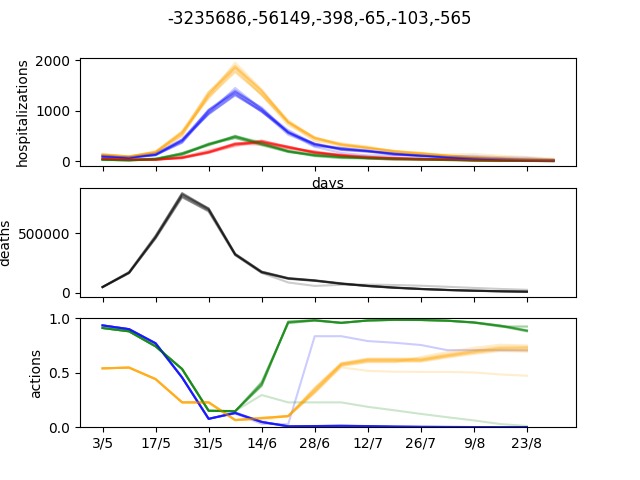 -3235686,-56149,-398,-65,-103,-565
hospitalizations
2000
1000
0
days
deaths
500000
0
actions
1.0
0.5
0.0
3/5 17/5 31/5 14/6 28/6 12/7 26/7 9/8 23/8